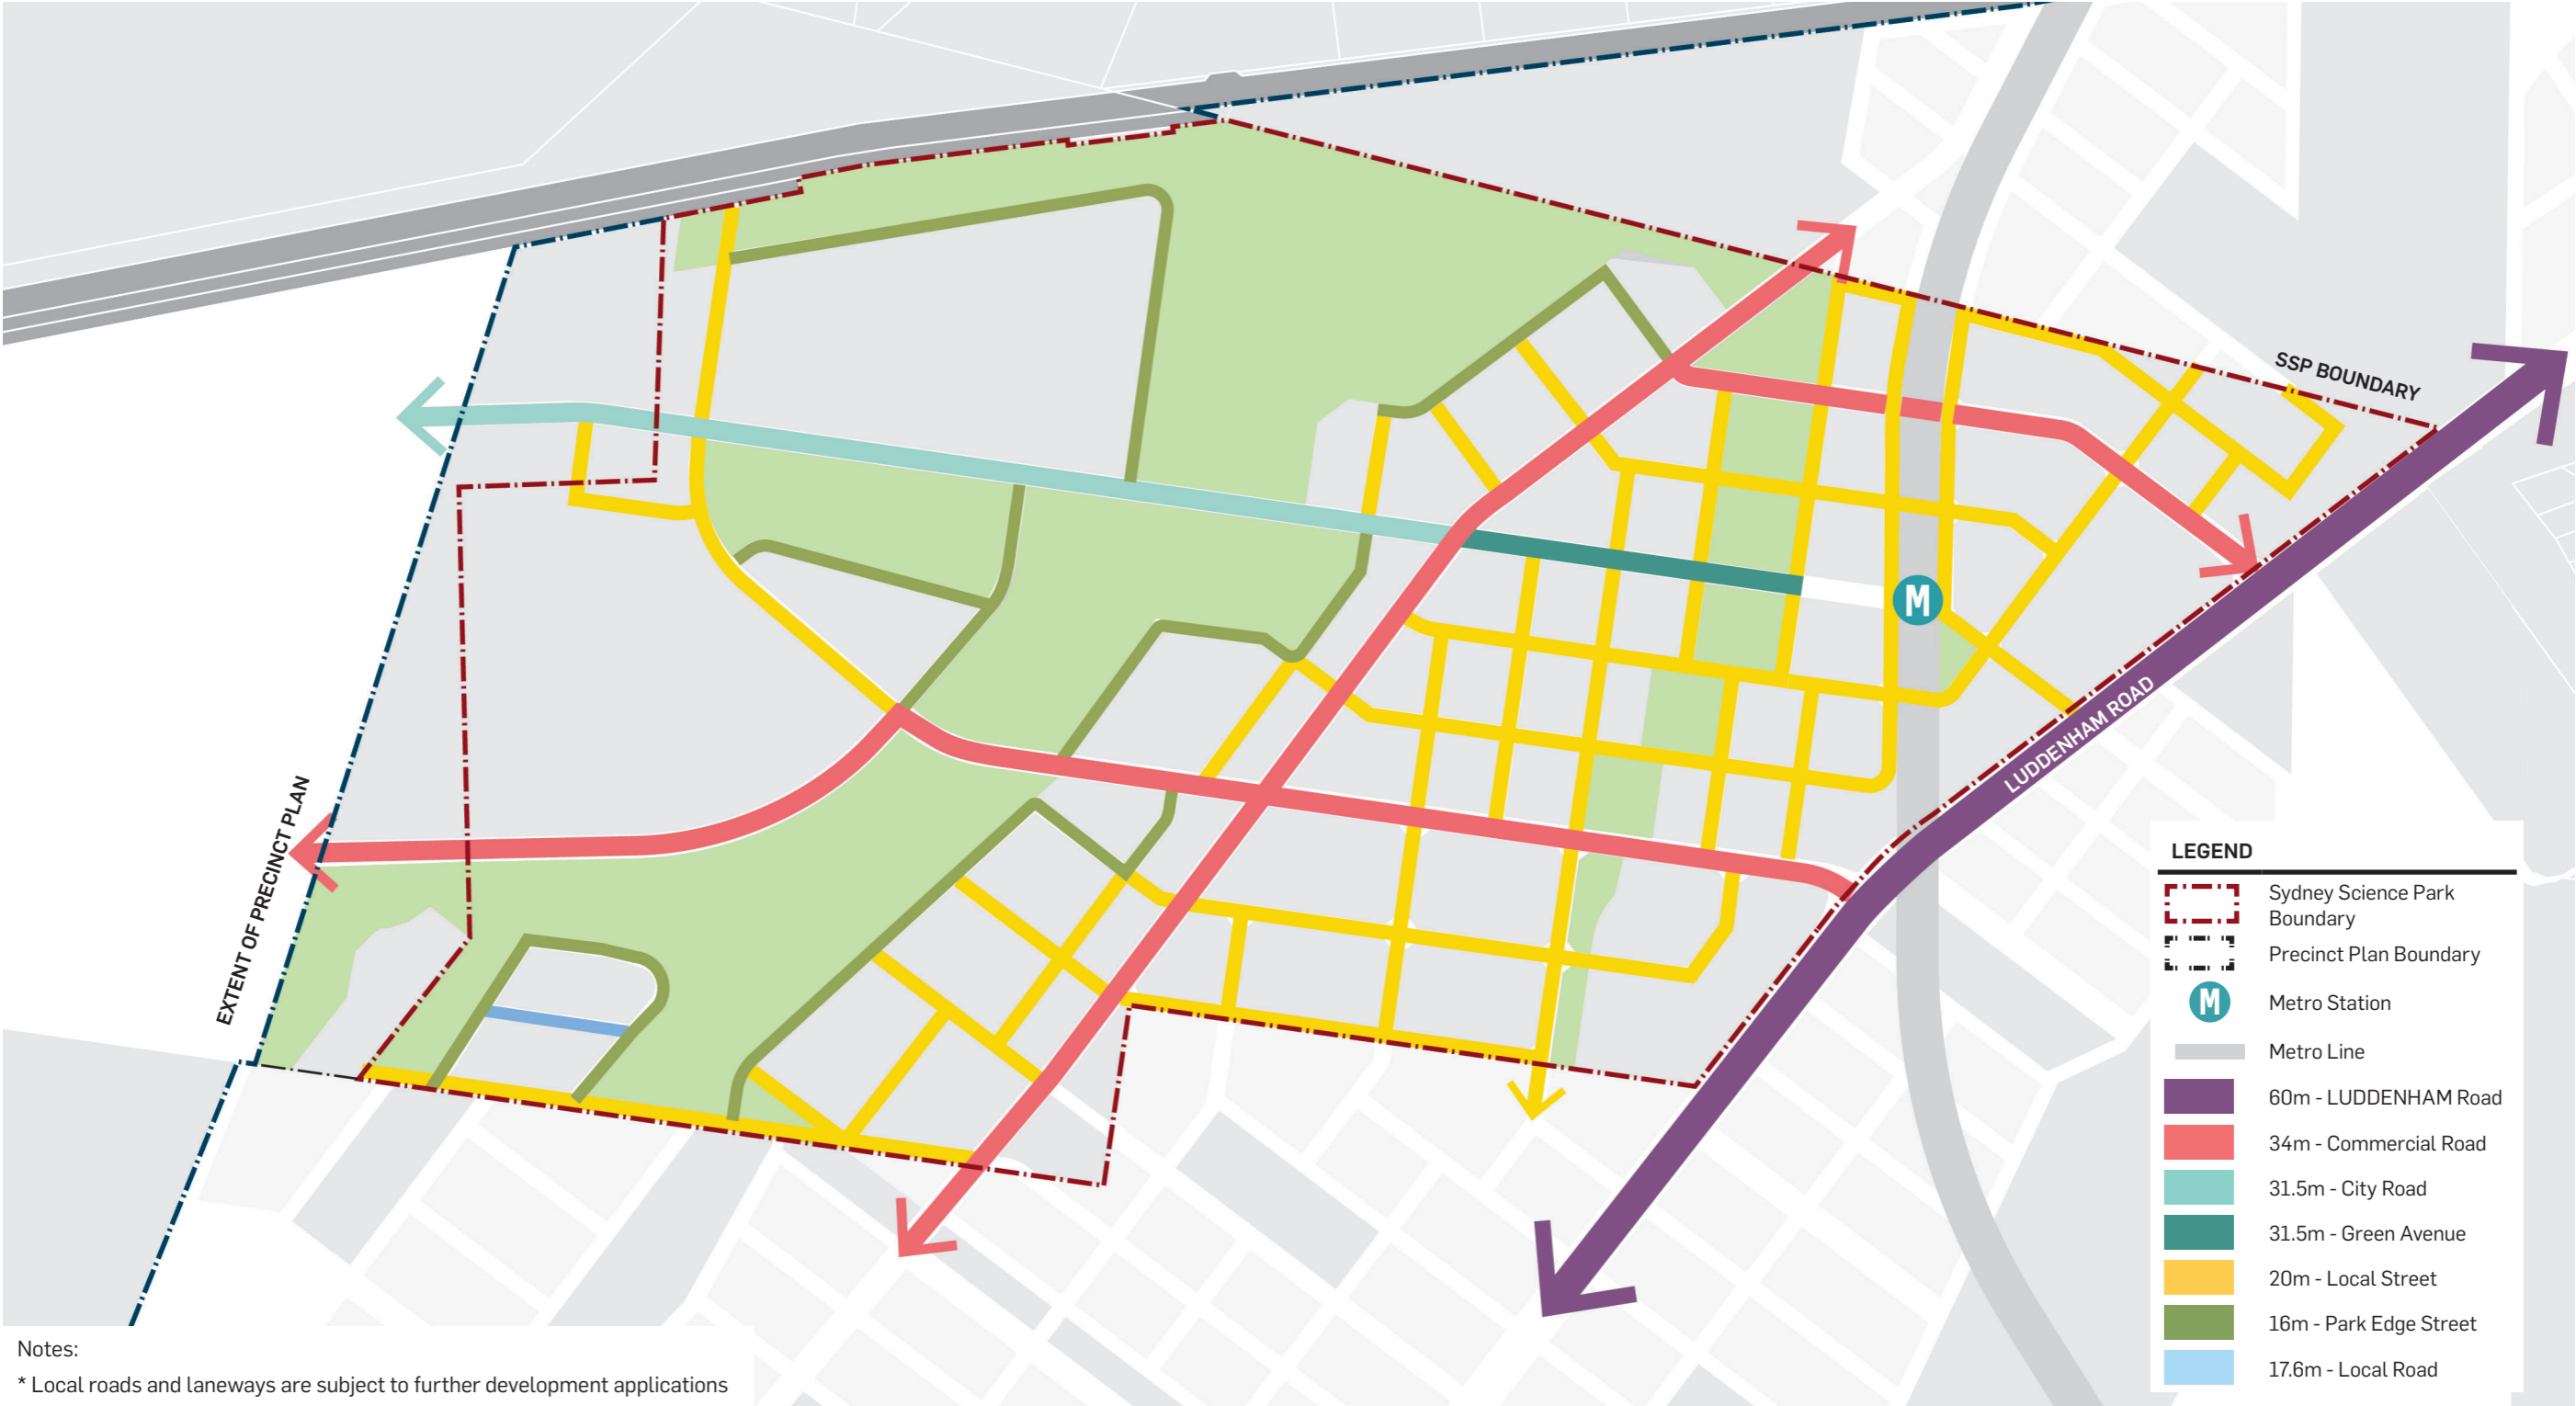 SSP BOUNDARY
M
LUDDENHAM ROAD
EXTENT OF PRECINCT PLAN
LEGEND
Sydney Science Park
Boundary
Precinct Plan Boundary
M
Metro Station
Metro Line
60m - LUDDENHAM Road
34m - Commercial Road
31.5m - City Road
31.5m - Green Avenue
20m - Local Street
16m - Park Edge Street
17.6m - Local Road
Notes:
* Local roads and laneways are subject to further development applications